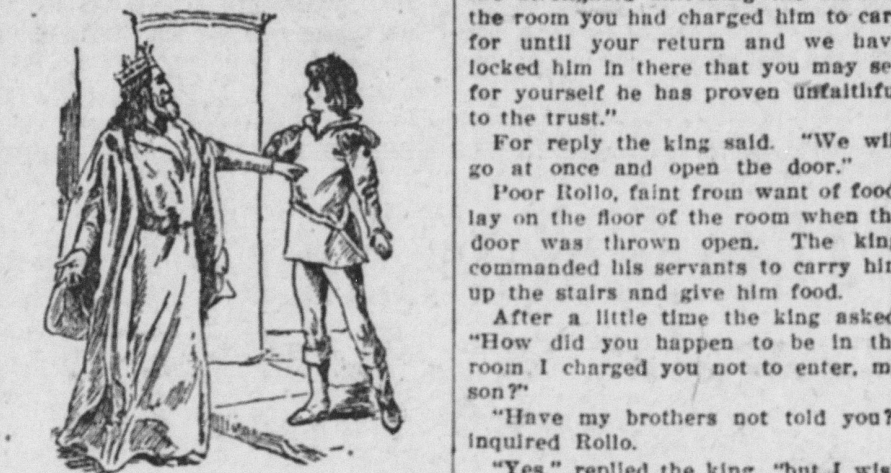 the room you had charged him to car
for until your return and we hav
locked him in there that you may se
for yourself he has proven unfaithfu
to the trust."
For reply the king said. "We wil
go at once and open the door."
Poor Rollo, faint from want of food
lay on the floor of the room when th
door was thrown open. The king
commanded his servants to carry him
up the stairs and give him food.
After a little time the king asked
"How did you happen to be in th
room I charged you not to enter, m
son?"
"Have my brothers not told you?
inquired Rollo.
"Yes," replied the king, "but I